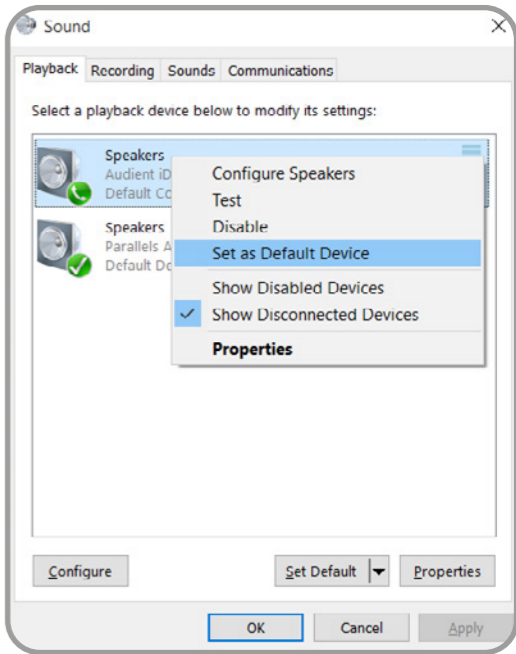 Sound
Playback Recording Sounds Communications
Select a playback device below to modify its settings:
Speakers
Audient iD
Default Co
Speakers
Parallels A
Default De
Configure Speakers
Test
Disable
Set as Default Device
Show Disabled Devices
Show Disconnected Devices
Properties
Configure
Set Default
Properties
OK
Cancel
Apply